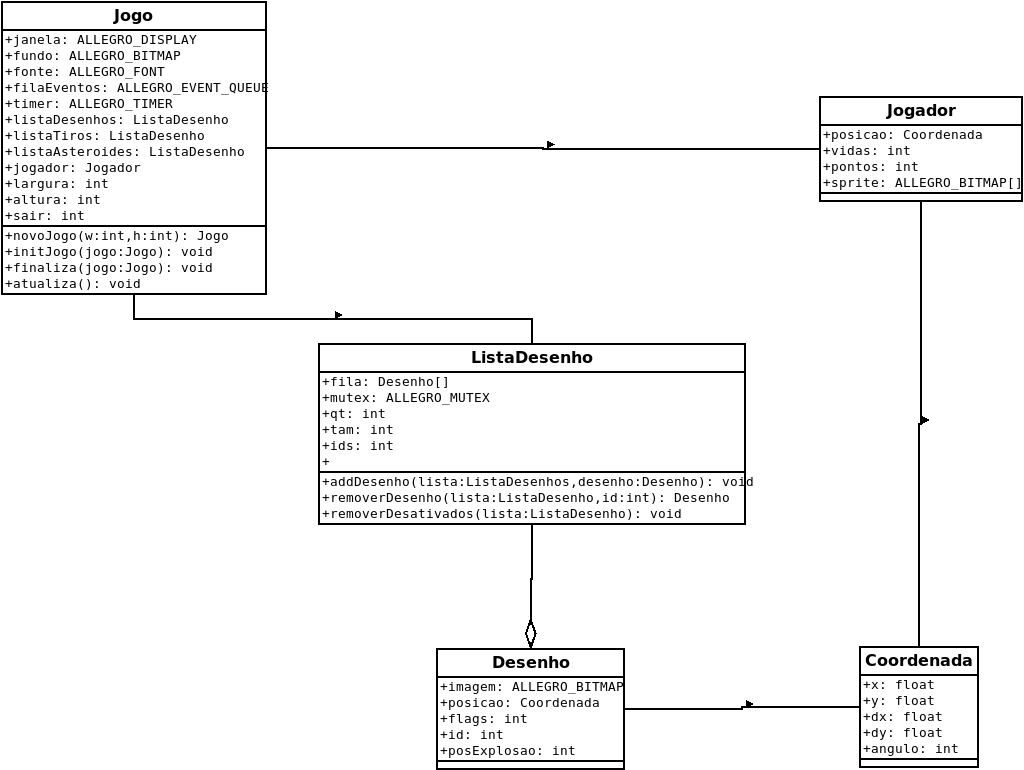 Jogo
+janela: ALLEGRO_DISPLAY
+fundo: ALLEGRO_BITMAP
+fonte: ALLEGRO_FONT
+filaEventos: ALLEGRO_EVENT_QUEUE
+timer: ALLEGRO_TIMER
+listaDesenhos: ListaDesenho
+listaTiros: ListaDesenho
+listaAsteroides: ListaDesenho
+jogador: Jogador
+largura: int
+altura: int
+sair: int
+novoJogo(w:int,h:int): Jogo
+initJogo(jogo:Jogo): void
+finaliza(jogo:Jogo): void
+atualiza(): void
Jogador
+posicao: Coordenada
+vidas: int
+pontos: int
+sprite: ALLEGRO_BITMAP[]
ListaDesenho
+fila: Desenho[]
+mutex: ALLEGRO_MUTEX
+qt: int
+tam: int
+ids: int
+
+addDesenho(lista:ListaDesenhos,desenho:Desenho): void
+removerDesenho(lista:ListaDesenho,id:int): Desenho
+removerDesativados(lista:ListaDesenho): void
Desenho
+imagem: ALLEGRO_BITMAP
+posicao: Coordenada
+flags: int
+id: int
+posExplosao: int
Coordenada
+x: float
+y: float
+dx: float
+dy: float
+angulo: int